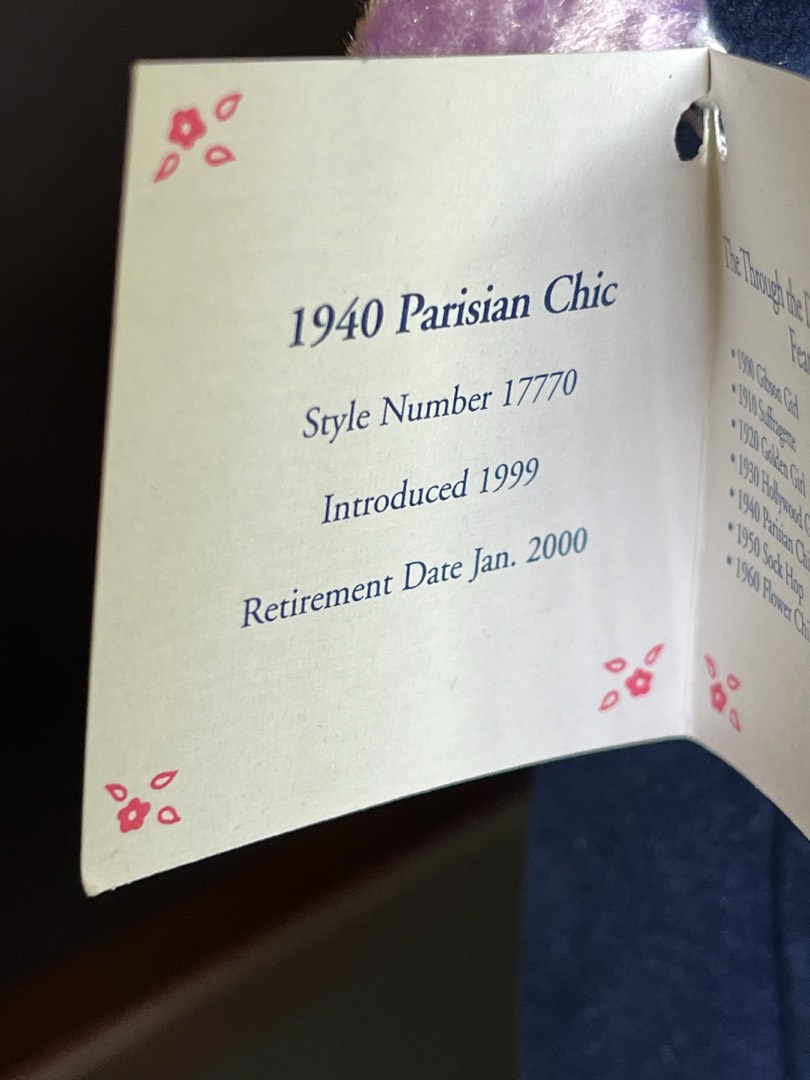 1940 Parisian Chic
Style Number 17770
Introduced 1999
Retirement Date Jan. 2000
The Through the
• 1900 Gibson Girl
• 1910 Suffragette
• 1920 Golden Girl
• 1930 Hollywood
• 1940 Parisian
• 1950 Sock Hop
• 1960 Flower